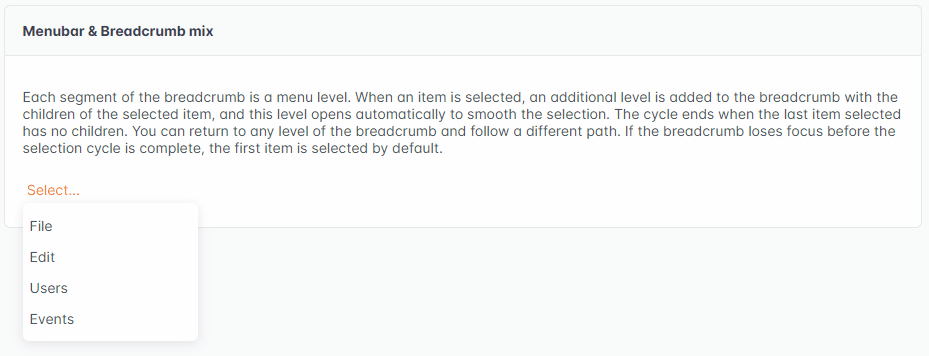 Menubar & Breadcrumb mix
Each segment of the breadcrumb is a menu level. When an item is selected, an additional level is added to the breadcrumb with the
children of the selected item, and this level opens automatically to smooth the selection. The cycle ends when the last item selected
has no children. You can return to any level of the breadcrumb and follow a different path. If the breadcrumb loses focus before the
selection cycle is complete, the first item is selected by default.
Select...
File
Edit
Users
Events